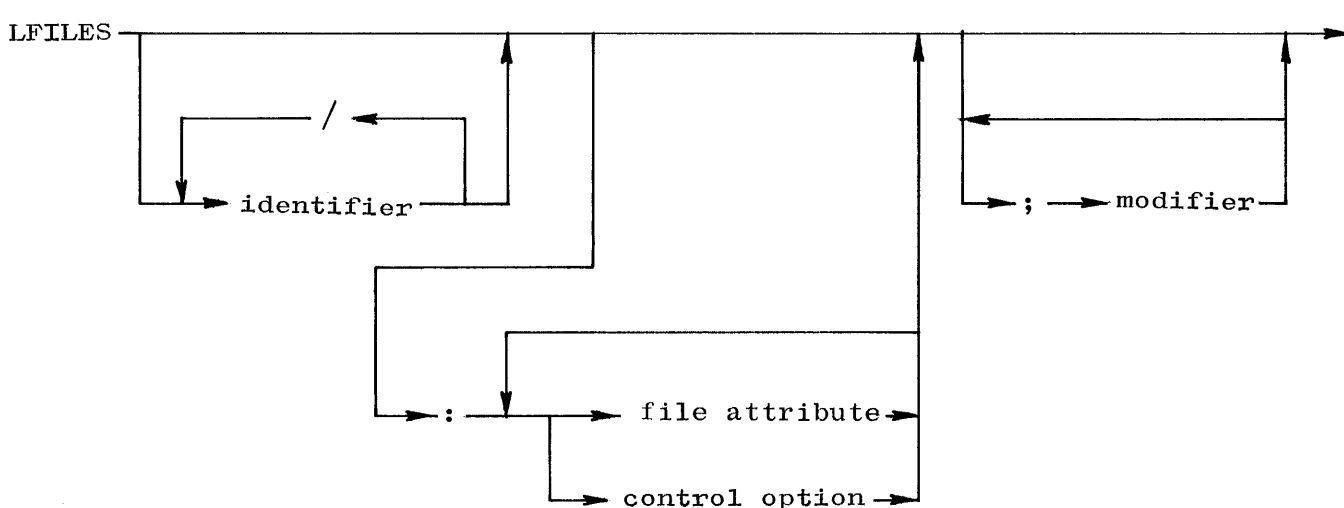 LFILES
/
identifier
; modifier
: file attribute
control option